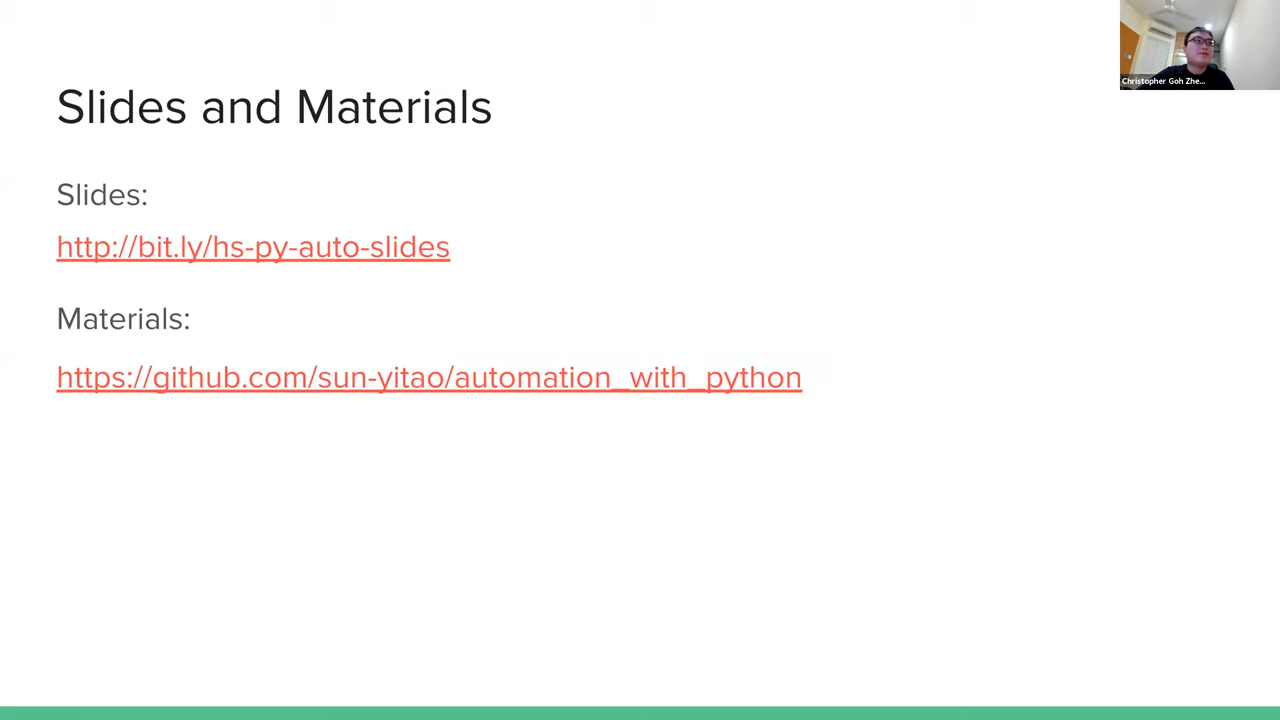 Christopher Goh Zhe...
Slides and Materials
Slides:
http://bit.ly/hs-py-auto-slides
Materials:
https://github.com/sun-yitao/automation_with_python